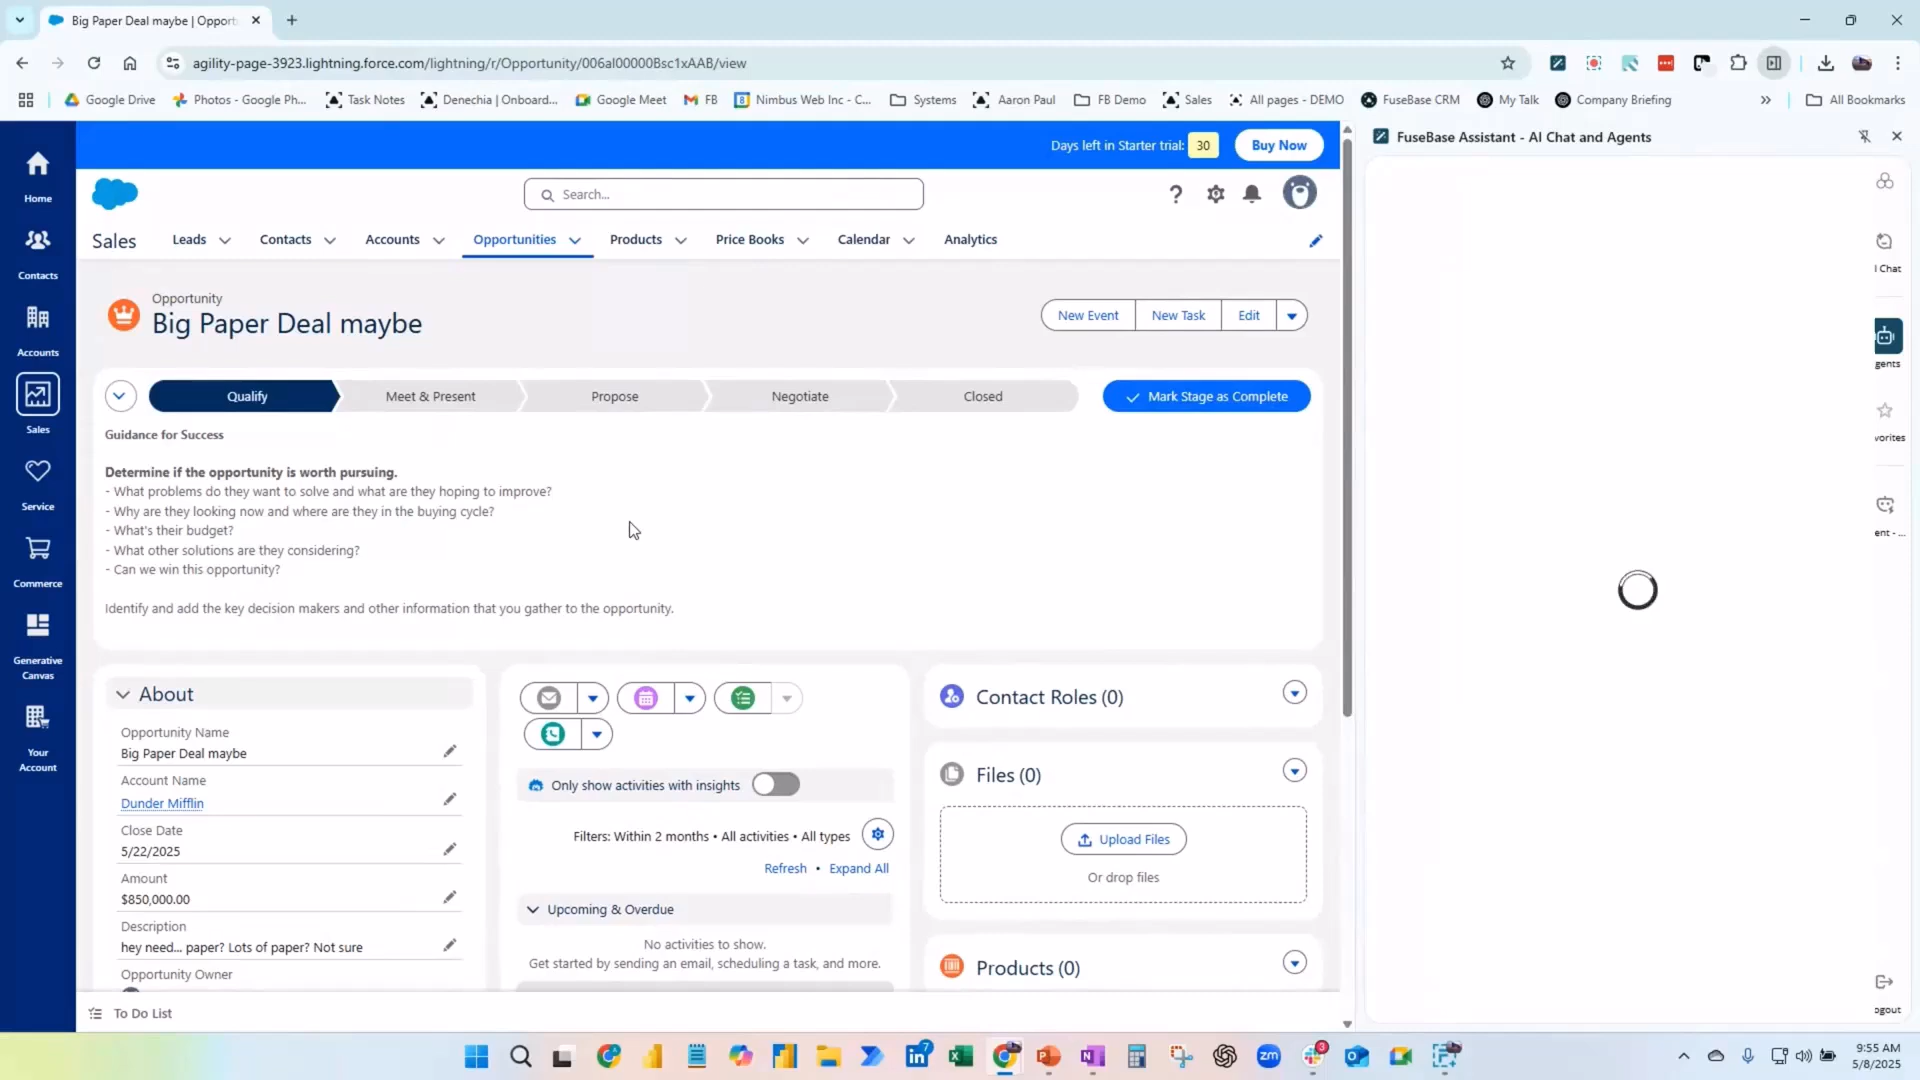 Big Paper Deal maybe | Opport
agility-page-3923.lightning.force.com/lightning/r/Opportunity/006al00000Bsc1xAAB/view
Google Drive
Photos - Google Ph...
Task Notes
Denechia | Onboard...
Google Meet
FB
Nimbus Web Inc - C...
Systems
Aaron Paul
FB Demo
Sales
All pages - DEMO
FuseBase CRM
My Talk
Company Briefing
All Bookmarks
Home
Contacts
Accounts
Sales
Service
Commerce
Generative
Canvas
Your
Account
Days left in Starter trial: 30
Buy Now
Search...
Sales
Leads
Contacts
Accounts
Opportunities
Products
Price Books
Calendar
Analytics
Opportunity
Big Paper Deal maybe
New Event
New Task
Edit
Qualify
Meet & Present
Propose
Negotiate
Closed
Mark Stage as Complete
Guidance for Success
Determine if the opportunity is worth pursuing.
- What problems do they want to solve and what are they hoping to improve?
- Why are they looking now and where are they in the buying cycle?
- What's their budget?
- What other solutions are they considering?
- Can we win this opportunity?
Identify and add the key decision makers and other information that you gather to the opportunity.
About
Opportunity Name
Big Paper Deal maybe
Account Name
Dunder Mifflin
Close Date
5/22/2025
Amount
$850,000.00
Description
hey need... paper? Lots of paper? Not sure
Opportunity Owner
Only show activities with insights
Filters: Within 2 months • All activities • All types
Refresh • Expand All
Upcoming & Overdue
No activities to show.
Get started by sending an email, scheduling a task, and more.
Contact Roles (0)
Files (0)
Upload Files
Or drop files
Products (0)
To Do List
FuseBase Assistant - AI Chat and Agents
I Chat
gents
vorites
ent - ...
ogout
7
zm
3
9:55 AM
5/8/2025